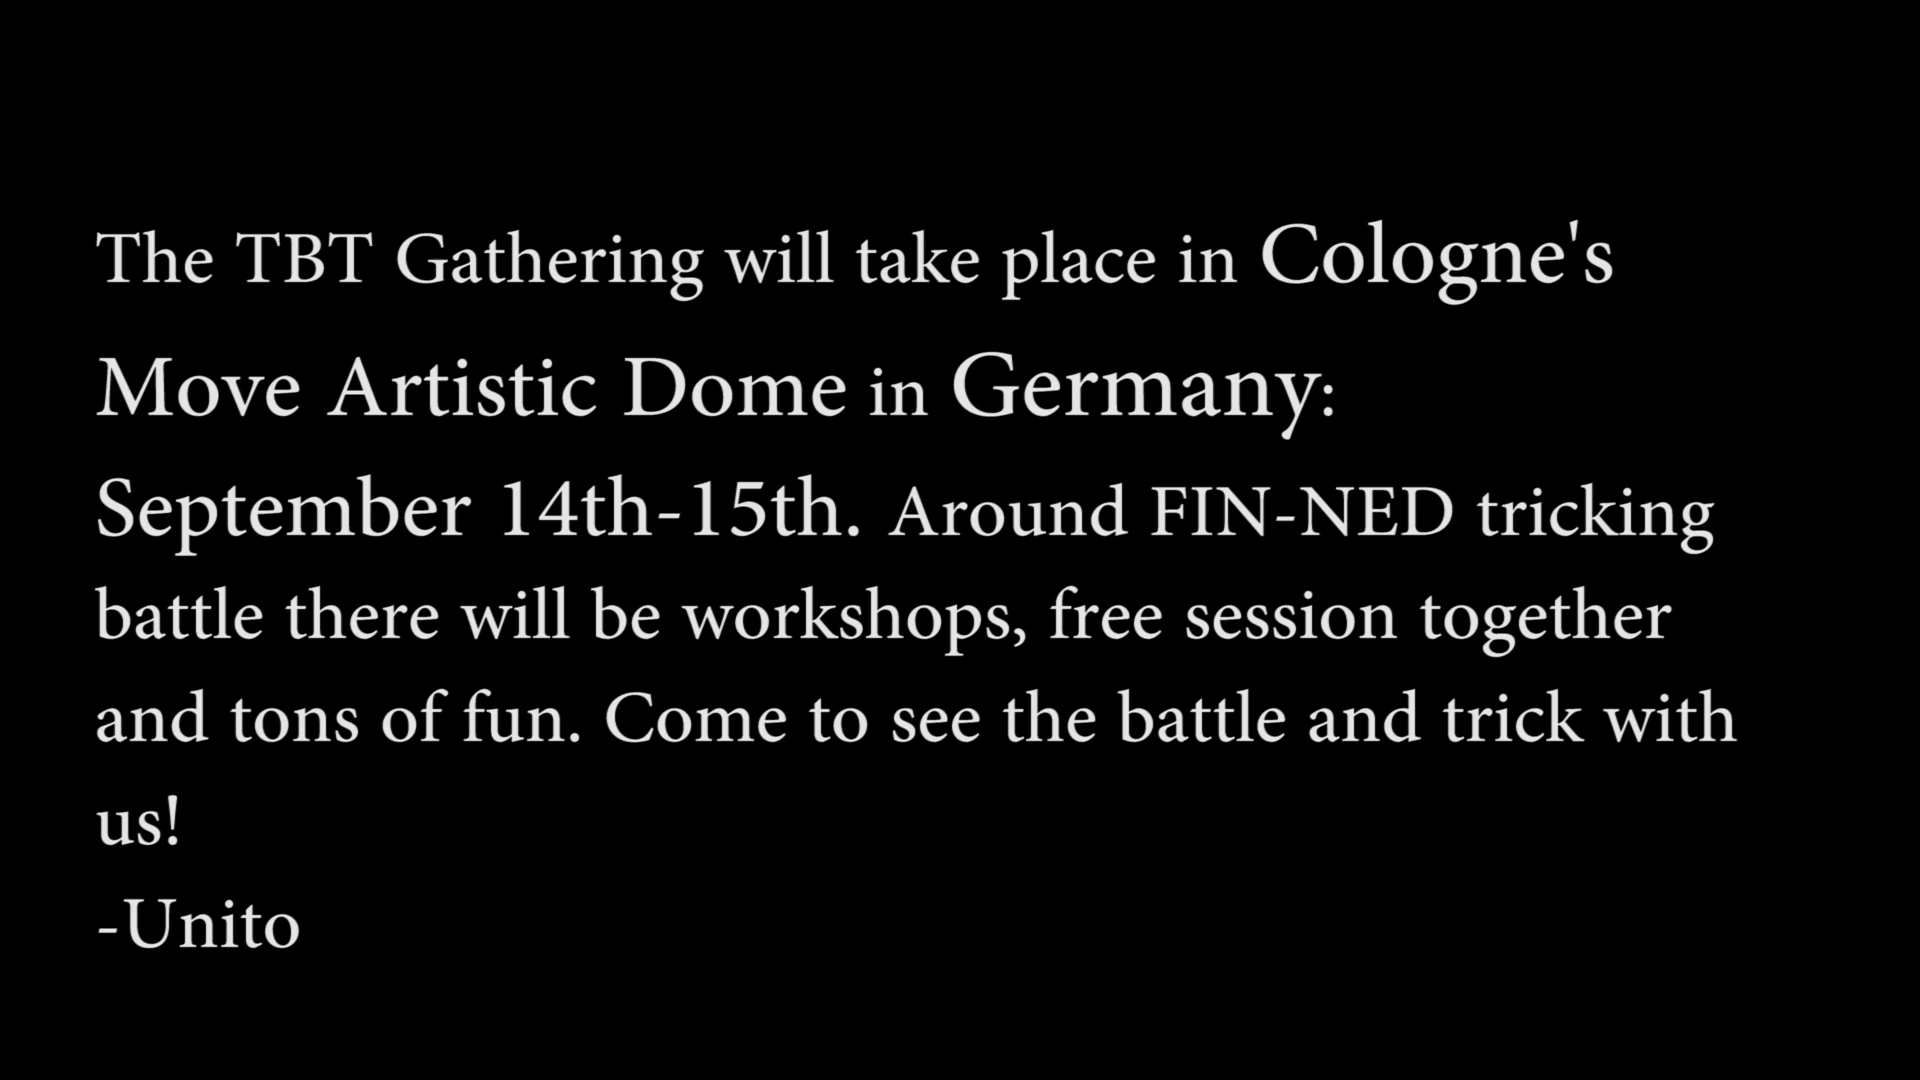 The TBT Gathering will take place in Cologne's
Move Artistic Dome in Germany:
September 14th-15th. Around FIN-NED tricking
battle there will be workshops, free session together
and tons of fun. Come to see the battle and trick with
us!
-Unito